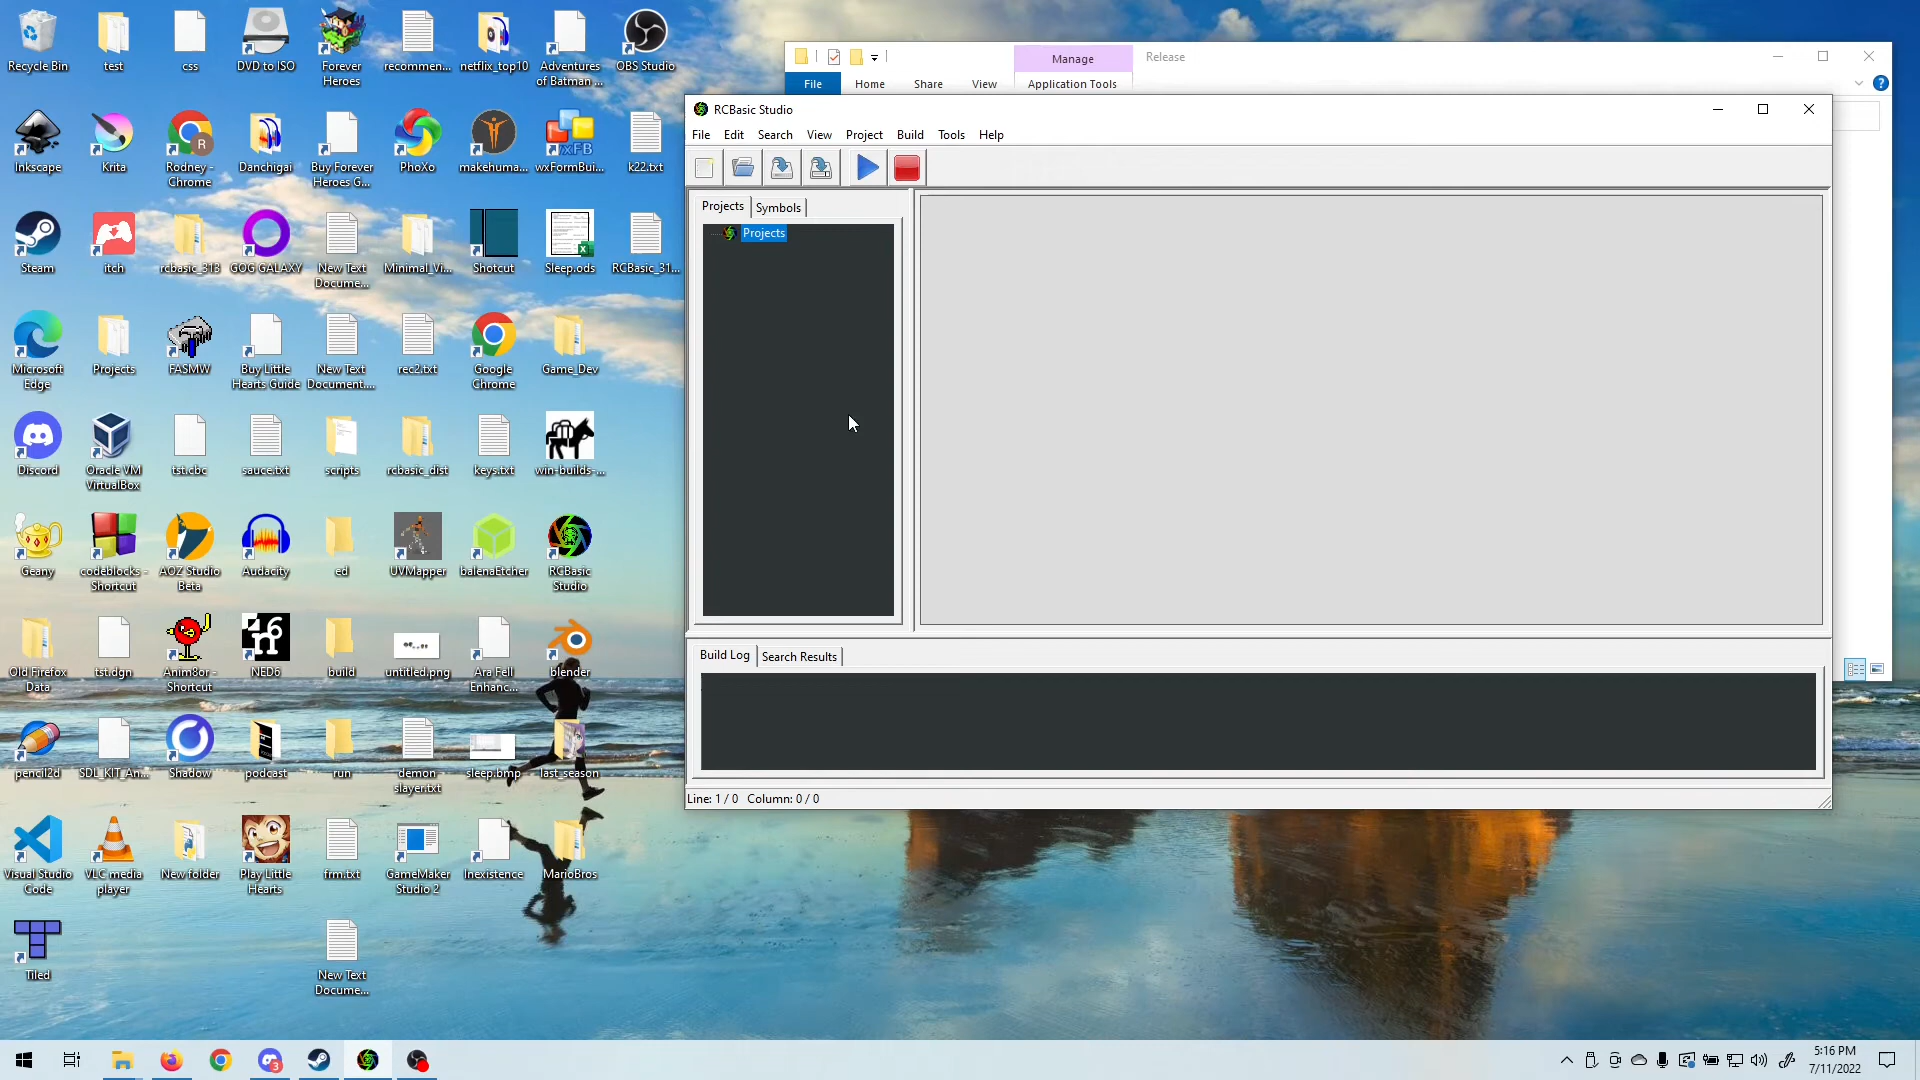 Recycle Bin
test
css
DVD to ISO
Forever
Heroes
recommen...
netflix_top10
Adventures
of Batman ...
OBS Studio
Inkscape
Krita
Rodney -
Chrome
Danchigai
Buy Forever
Heroes G...
PhoXo
makehuma...
wxFormBui...
k22.txt
Steam
itch
rcbasic_313
GOG GALAXY
New Text
Docume...
Minimal_Vi...
Shotcut
Sleep.ods
RCBasic_31...
Microsoft
Edge
Projects
FASMW
Buy Little
Hearts Guide
New Text
Document....
rec2.txt
Google
Chrome
Game_Dev
Discord
Oracle VM
VirtualBox
tst.cbc
sauce.txt
scripts
rcbasic_dist
keys.txt
win-builds-...
Geany
codeblocks -
Shortcut
AOZ Studio
Beta
Audacity
ed
UVMapper
balenaEtcher
RCBasic
Studio
Old Firefox
Data
tst.dgn
Anim8or -
Shortcut
NED6
build
untitled.png
Ara Fell
Enhanc...
blender
pencil2d
SDL_KIT_An...
Shadow
podcast
run
demon
slayer.txt
sleep.bmp
last_season
Visual Studio
Code
VLC media
player
New folder
Play Little
Hearts
frm.txt
GameMaker
Studio 2
Inexistence
MarioBros
Tiled
New Text
Docume...
Manage
Release
File
Home
Share
View
Application Tools
RCBasic Studio
File Edit Search View Project Build Tools Help
Projects
Symbols
Projects
Build Log
Search Results
Line: 1 / 0 Column: 0 / 0
5:16 PM
7/11/2022